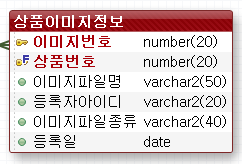 상품이미지정보
이미지번호 number(20)
상품번호 number(20)
이미지파일명 varchar2(50)
등록자아이디 varchar2(20)
이미지파일종류 varchar2(40)
등록일 date